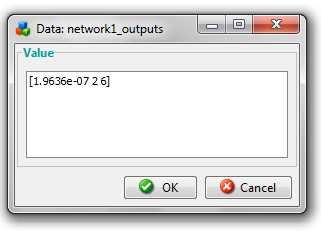 Data: network1_outputs
Value
[1.9636e-07 2 6]
OK
Cancel